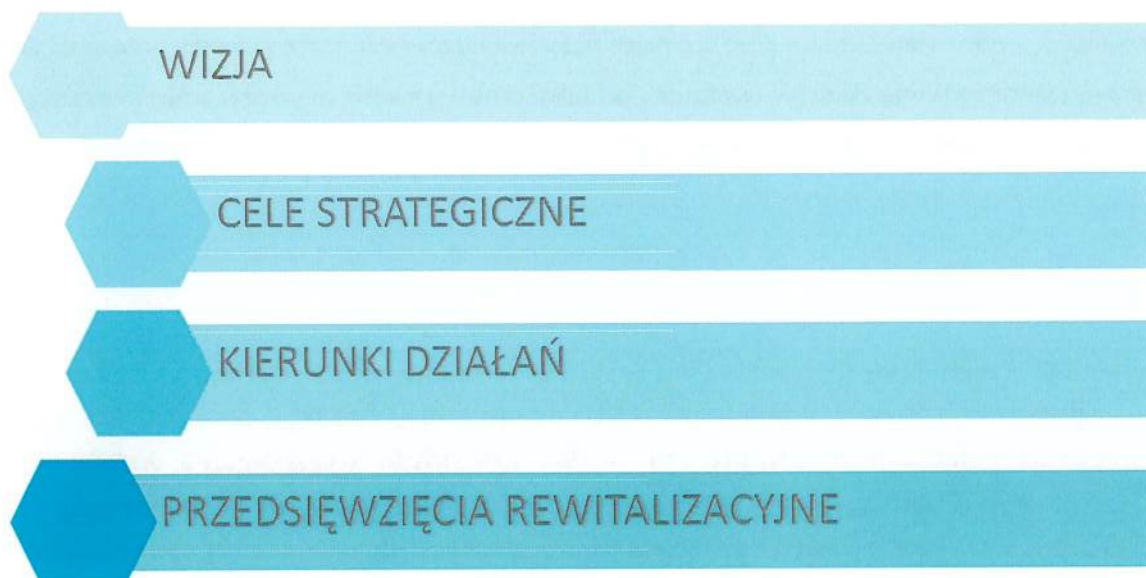 WIZJA
CELE STRATEGICZNE
KIERUNKI DZIAŁAŃ
PRZEDSIĘWZIĘCIA REWITALIZACYJNE